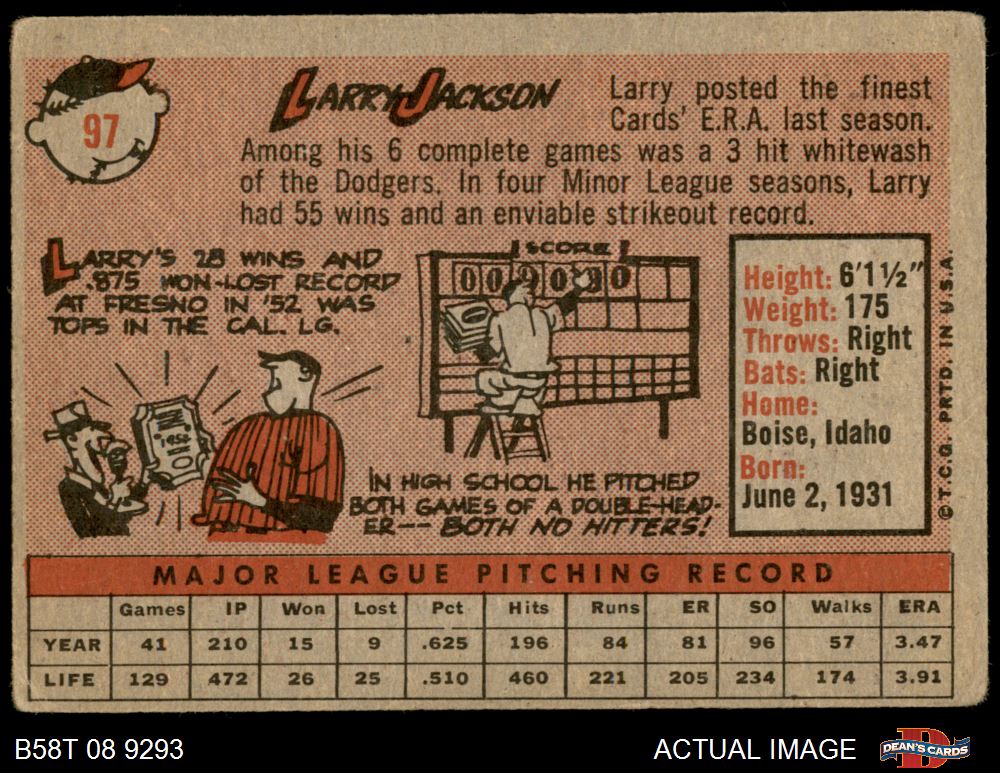 97
LARRY JACKSON
Larry posted the finest
Cards' E.R.A. last season.
Among his 6 complete games was a 3 hit whitewash
of the Dodgers. In four Minor League seasons, Larry
had 55 wins and an enviable strikeout record.
LARRY'S 28 WINS AND
.875 WON-LOST RECORD
AT FRESNO IN '52 WAS
TOPS IN THE CAL. LG.
1952
SCORE
IN HIGH SCHOOL HE PITCHED
BOTH GAMES OF A DOUBLE-HEAD-
ER -- BOTH NO HITTERS!
Height: 6'1½"
Weight: 175
Throws: Right
Bats: Right
Home:
Boise, Idaho
Born:
June 2, 1931
© T.C.G. PRTD. IN U.S.A.
MAJOR LEAGUE PITCHING RECORD
Games IP Won Lost Pct Hits Runs ER SO Walks ERA
YEAR 41 210 15 9 .625 196 84 81 96 57 3.47
LIFE 129 472 26 25 .510 460 221 205 234 174 3.91
B58T 08 9293
ACTUAL IMAGE
DEAN'S CARDS